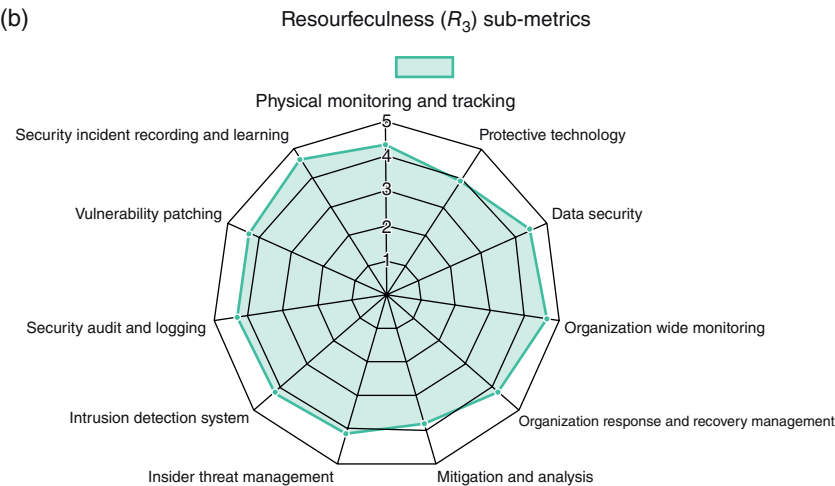 (b)
Resourfeculness (R3) sub-metrics
Physical monitoring and tracking
Security incident recording and learning
Protective technology
Vulnerability patching
Data security
Security audit and logging
Organization wide monitoring
Intrusion detection system
Organization response and recovery management
Insider threat management
Mitigation and analysis
5
4
3
2
1